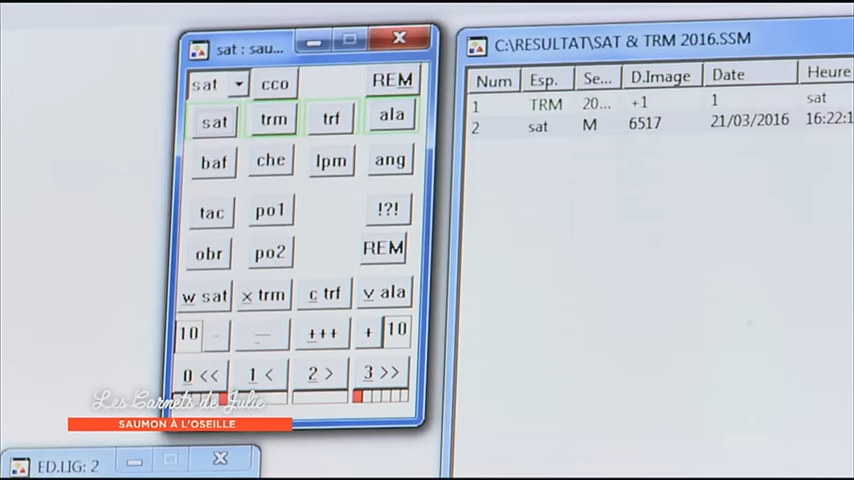 sat : sau...
sat cco REM
sat trm trf ala
baf che lpm ang
tac po1 !?!
obr po2 REM
w sat x trm c trf v ala
10 - — +++ + 10
0 << 1 < 2 > 3 >>
C:\RESULTAT\SAT & TRM 2016.SSM
Num Esp. Se... D.Image Date Heure
1 TRM 20... +1 1 sat
2 sat M 6517 21/03/2016 16:22:1
Les Carnets de Julie
SAUMON À L'OSEILLE
ED.LIG: 2